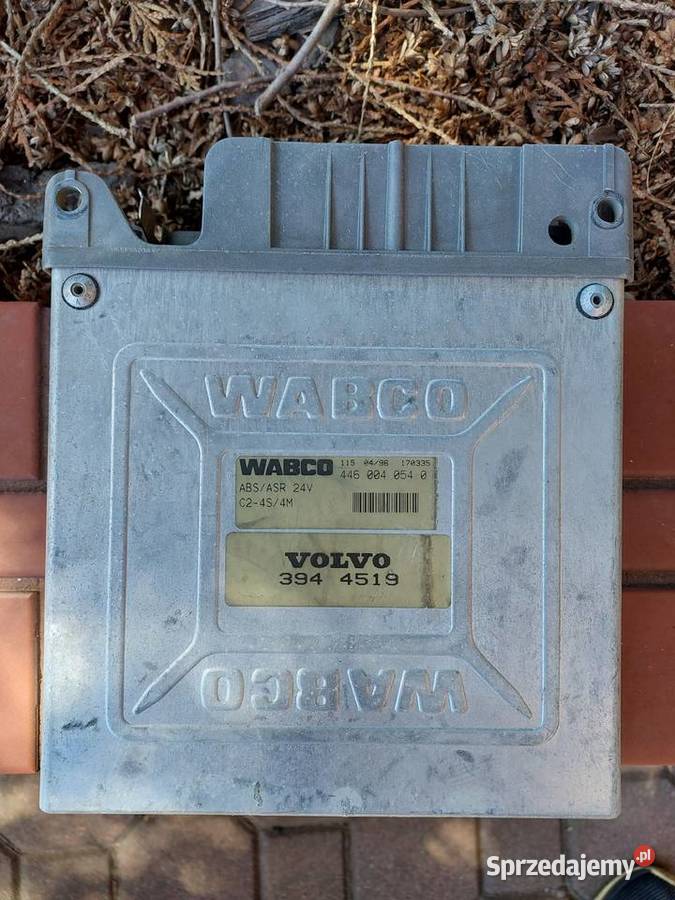 WABCO
WABCO 115 04/96 170335
446 004 054 0
ABS/ASR 24V
C2-4S/4M
VOLVO
394 4519
WABCO
Sprzedajemy.pl